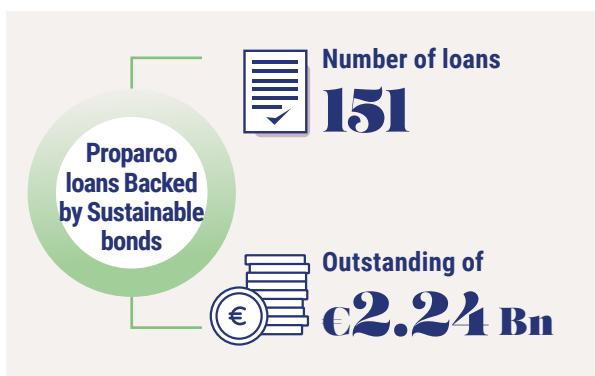 Proparco
loans Backed
by Sustainable
bonds
Number of loans
151
Outstanding of
€2.24 Bn
€